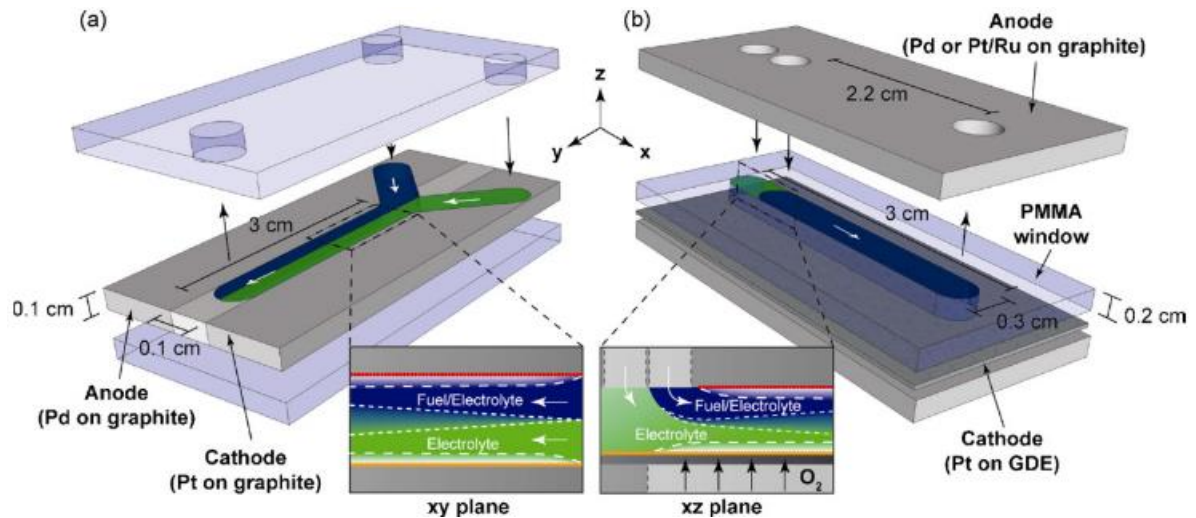 (a)
3 cm
0.1 cm
0.1 cm
Anode
(Pd on graphite)
Cathode
(Pt on graphite)
Fuel/Electrolyte
Electrolyte
xy plane
z
y
x
(b)
Anode
(Pd or Pt/Ru on graphite)
2.2 cm
3 cm
PMMA
window
0.3 cm
0.2 cm
Fuel/Electrolyte
Electrolyte
O₂
xz plane
Cathode
(Pt on GDE)